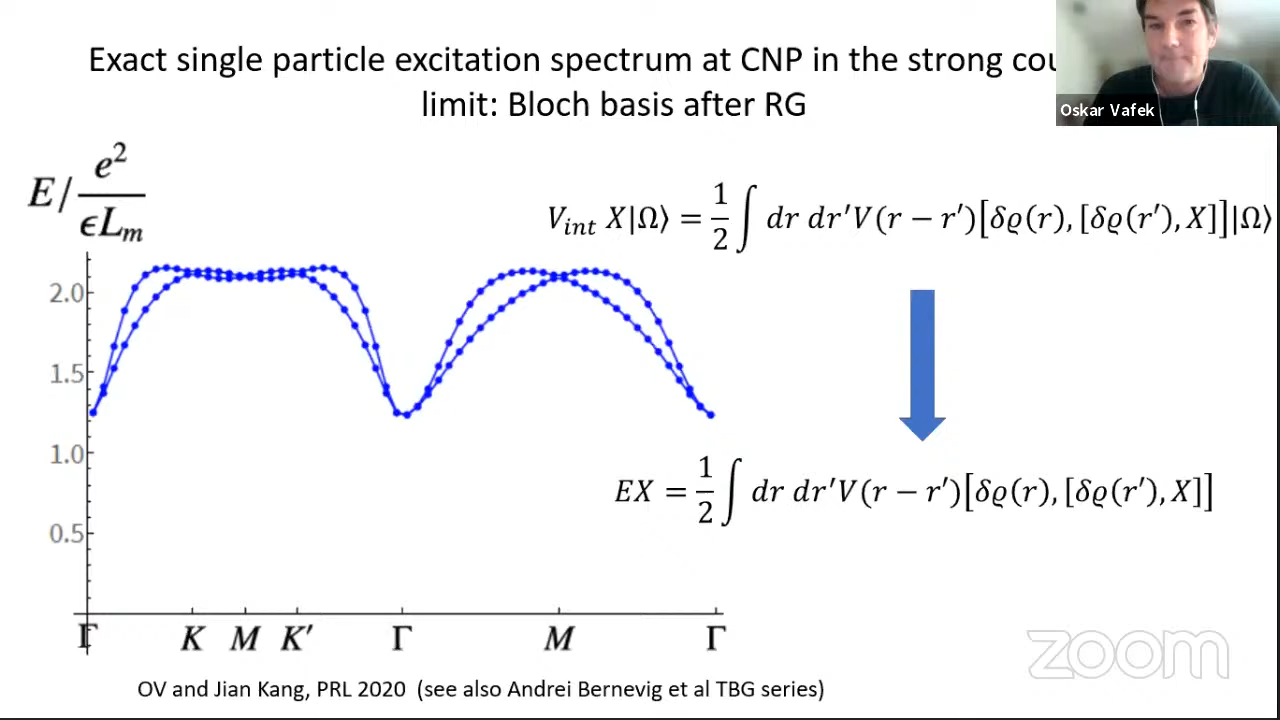 Exact single particle excitation spectrum at CNP in the strong cou
limit: Bloch basis after RG
Oskar Vafek
E/ e²/ϵLₘ
V_int X|Ω⟩ = 1/2 ∫ dr dr′V(r − r′)[δϱ(r), [δϱ(r′), X]]|Ω⟩
2.0
1.5
1.0
0.5
EX = 1/2 ∫ dr dr′V(r − r′)[δϱ(r), [δϱ(r′), X]]
Γ K M K′ Γ M Γ
zoom
OV and Jian Kang, PRL 2020 (see also Andrei Bernevig et al TBG series)